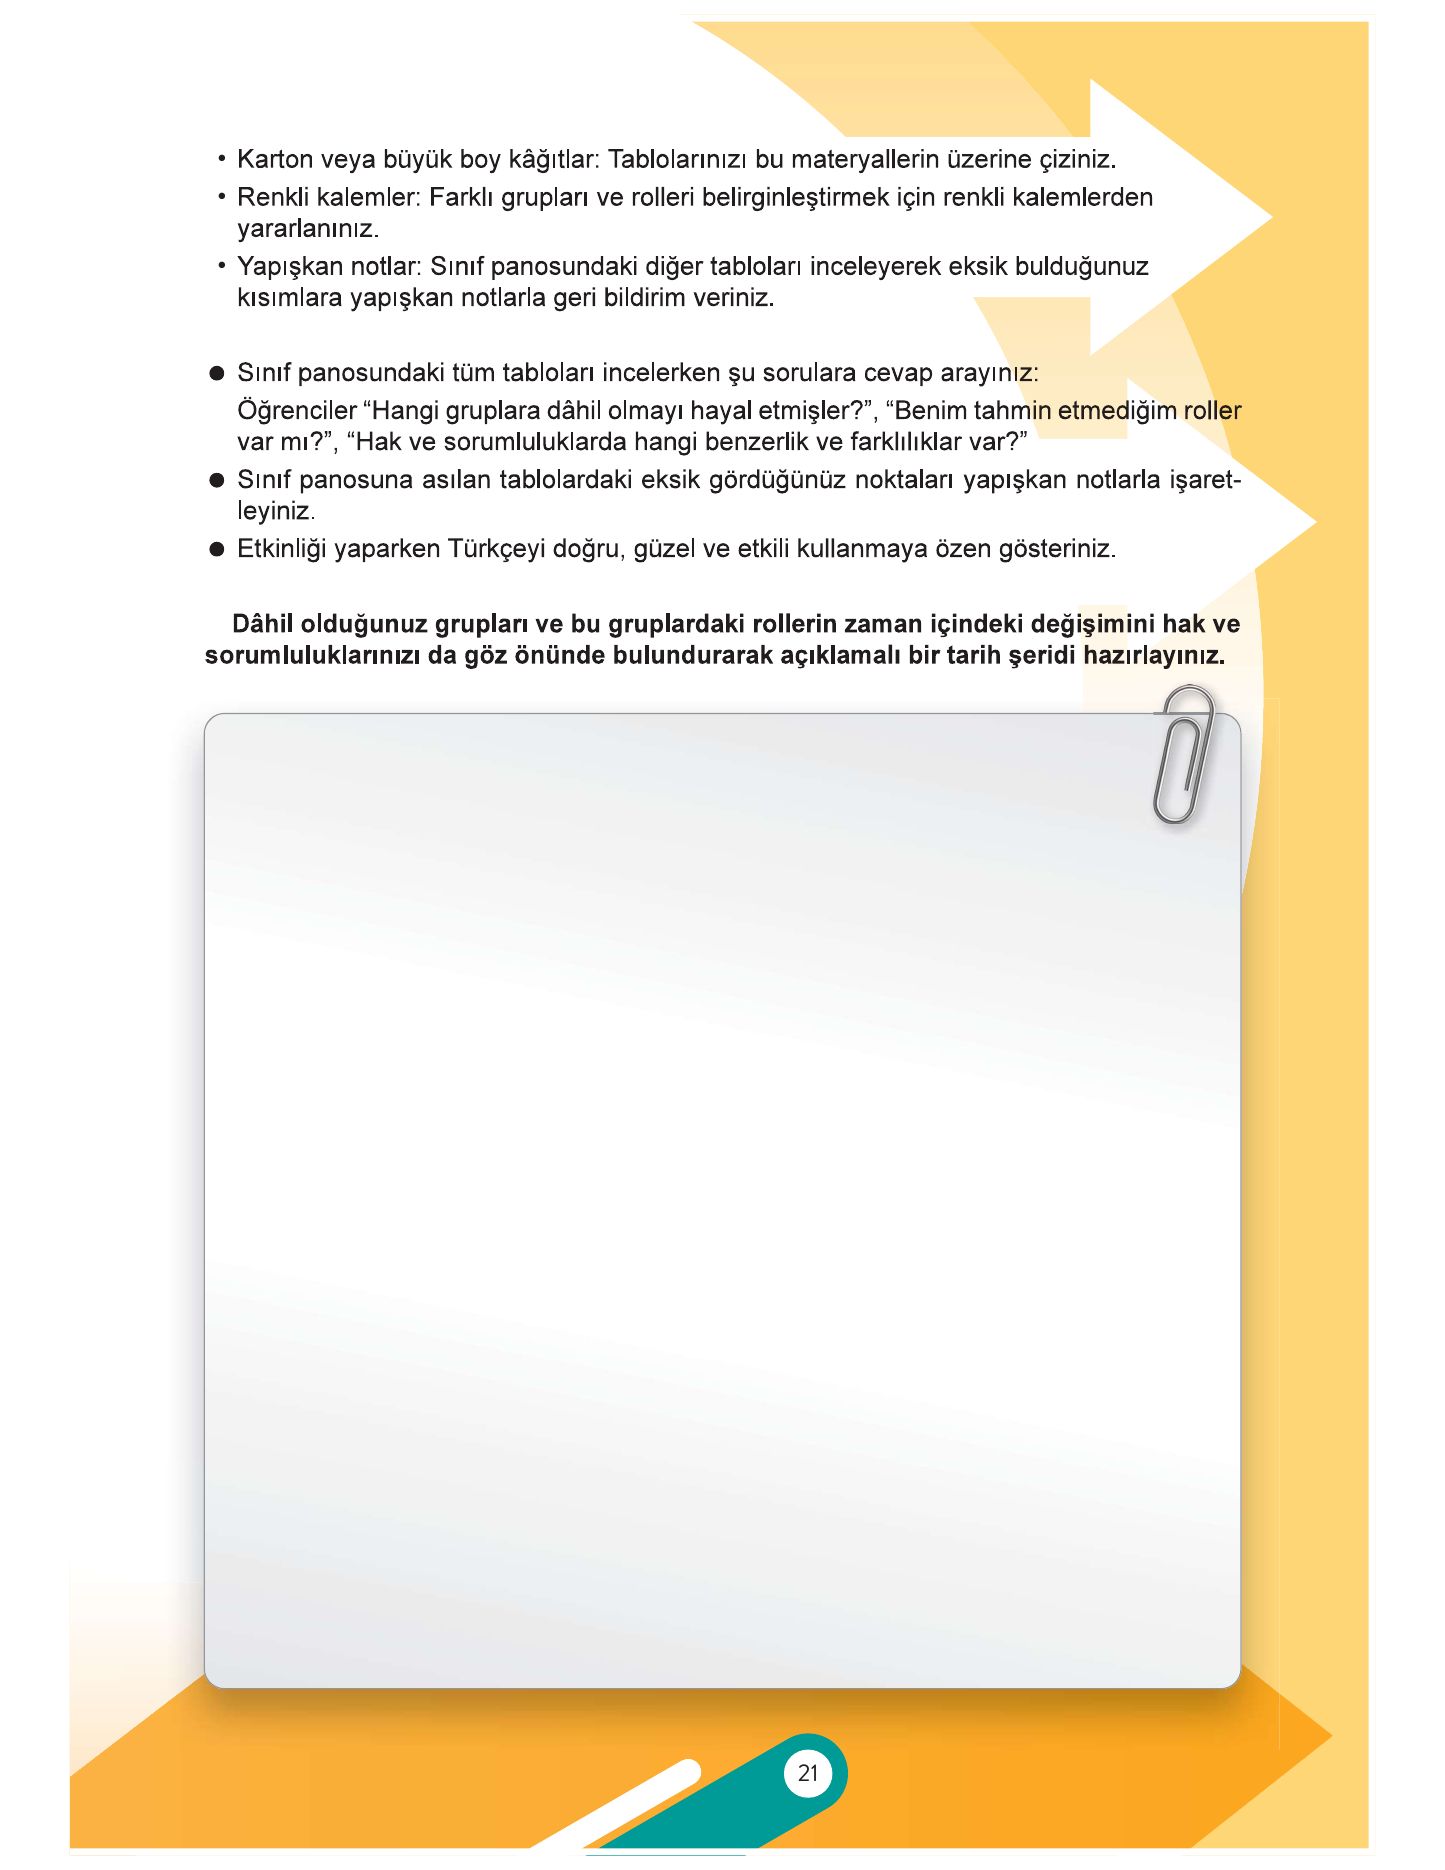 • Karton veya büyük boy kâğıtlar: Tablolarınızı bu materyallerin üzerine çiziniz.
• Renkli kalemler: Farklı grupları ve rolleri belirginleştirmek için renkli kalemlerden
yararlanınız.
• Yapışkan notlar: Sınıf panosundaki diğer tabloları inceleyerek eksik bulduğunuz
kısımlara yapışkan notlarla geri bildirim veriniz.
● Sınıf panosundaki tüm tabloları incelerken şu sorulara cevap arayınız:
Öğrenciler “Hangi gruplara dâhil olmayı hayal etmişler?”, “Benim tahmin etmediğim roller
var mı?”, “Hak ve sorumluluklarda hangi benzerlik ve farklılıklar var?”
● Sınıf panosuna asılan tablolardaki eksik gördüğünüz noktaları yapışkan notlarla işaret-
leyiniz.
● Etkinliği yaparken Türkçeyi doğru, güzel ve etkili kullanmaya özen gösteriniz.
Dâhil olduğunuz grupları ve bu gruplardaki rollerin zaman içindeki değişimini hak ve
sorumluluklarınızı da göz önünde bulundurarak açıklamalı bir tarih şeridi hazırlayınız.
21